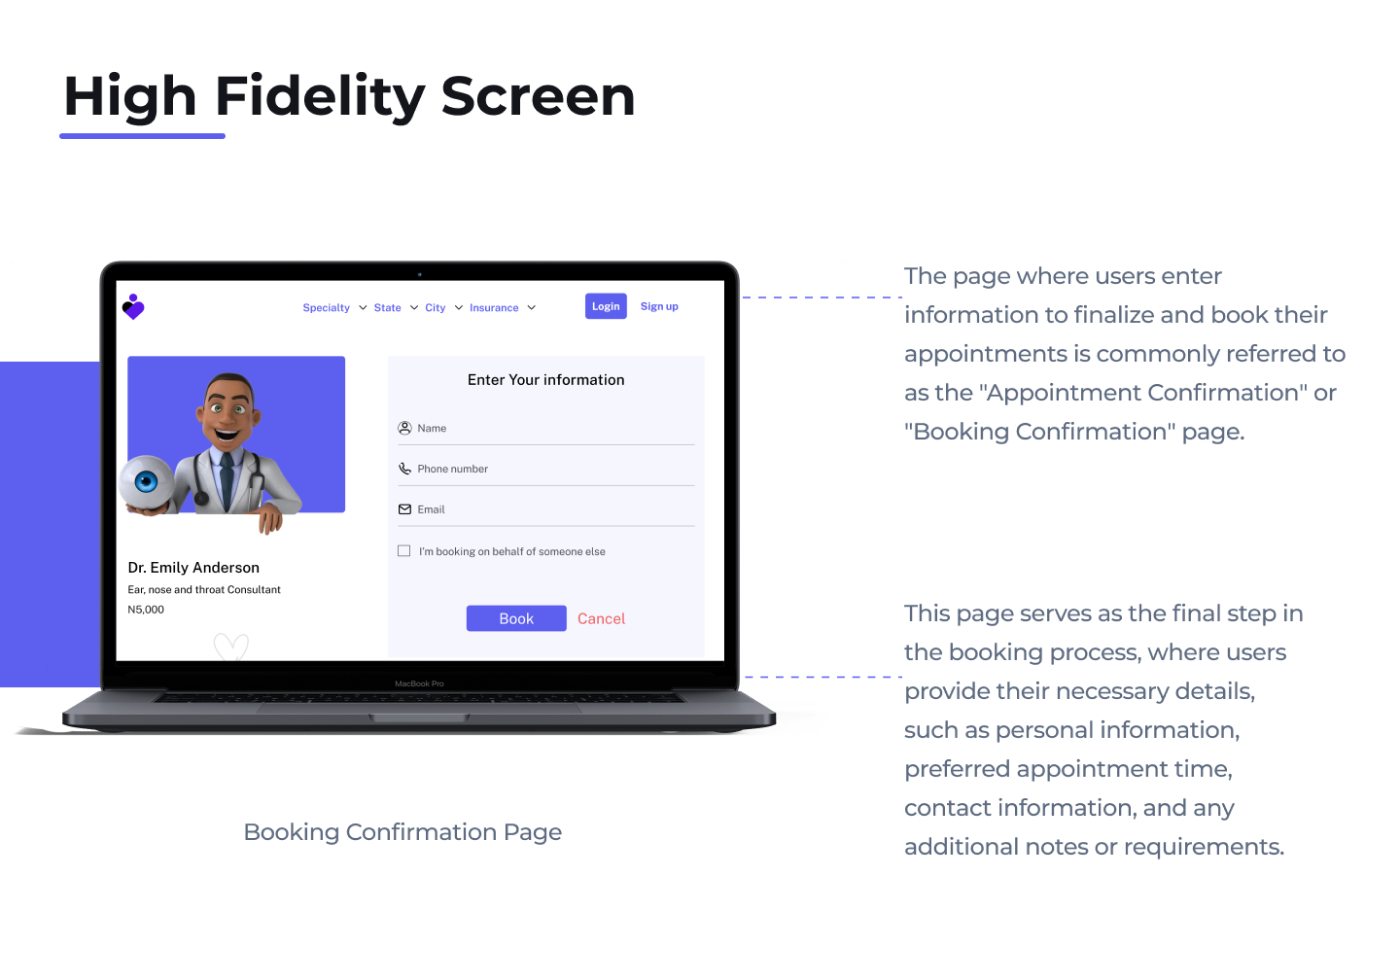 High Fidelity Screen
Specialty State City Insurance Login Sign up
Enter Your information
Name
Phone number
Email
I'm booking on behalf of someone else
Book Cancel
Dr. Emily Anderson
Ear, nose and throat Consultant
N5,000
MacBook Pro
Booking Confirmation Page
The page where users enter
information to finalize and book their
appointments is commonly referred to
as the "Appointment Confirmation" or
"Booking Confirmation" page.
This page serves as the final step in
the booking process, where users
provide their necessary details,
such as personal information,
preferred appointment time,
contact information, and any
additional notes or requirements.